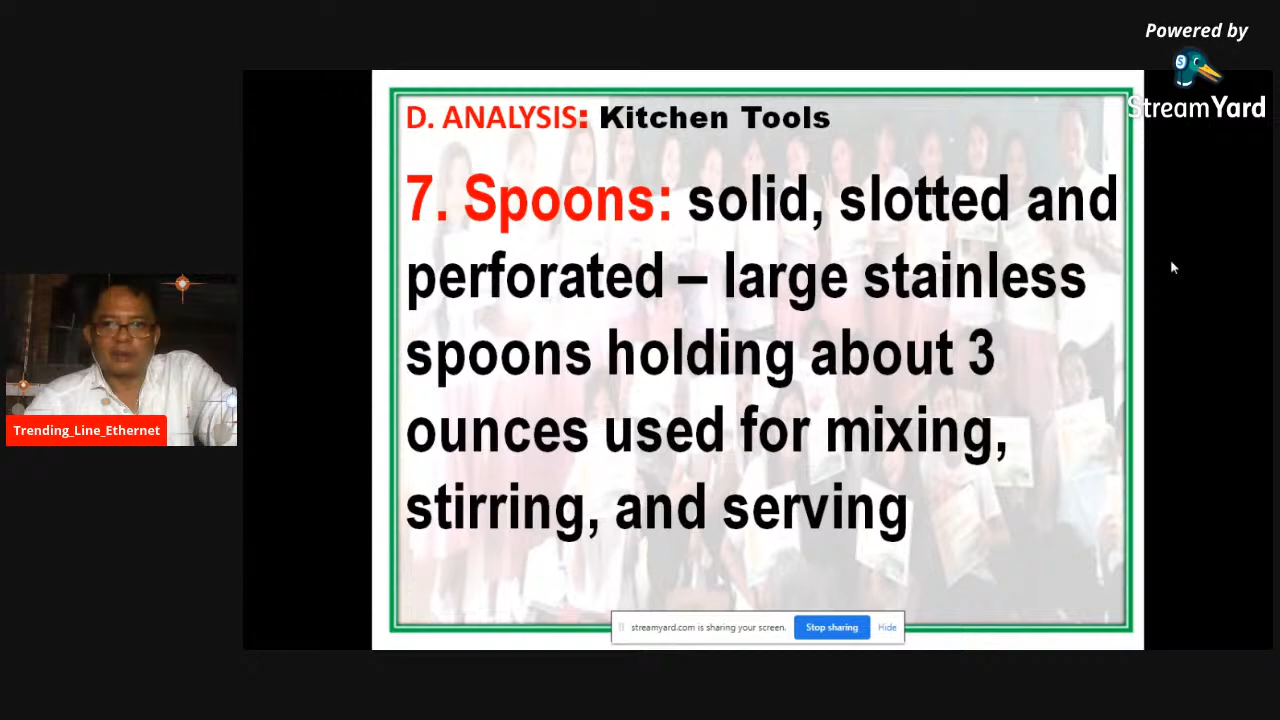 Powered by
StreamYard
D. ANALYSIS: Kitchen Tools
7. Spoons: solid, slotted and
perforated – large stainless
spoons holding about 3
ounces used for mixing,
stirring, and serving
Trending_Line_Ethernet
streamyard.com is sharing your screen.
Stop sharing
Hide